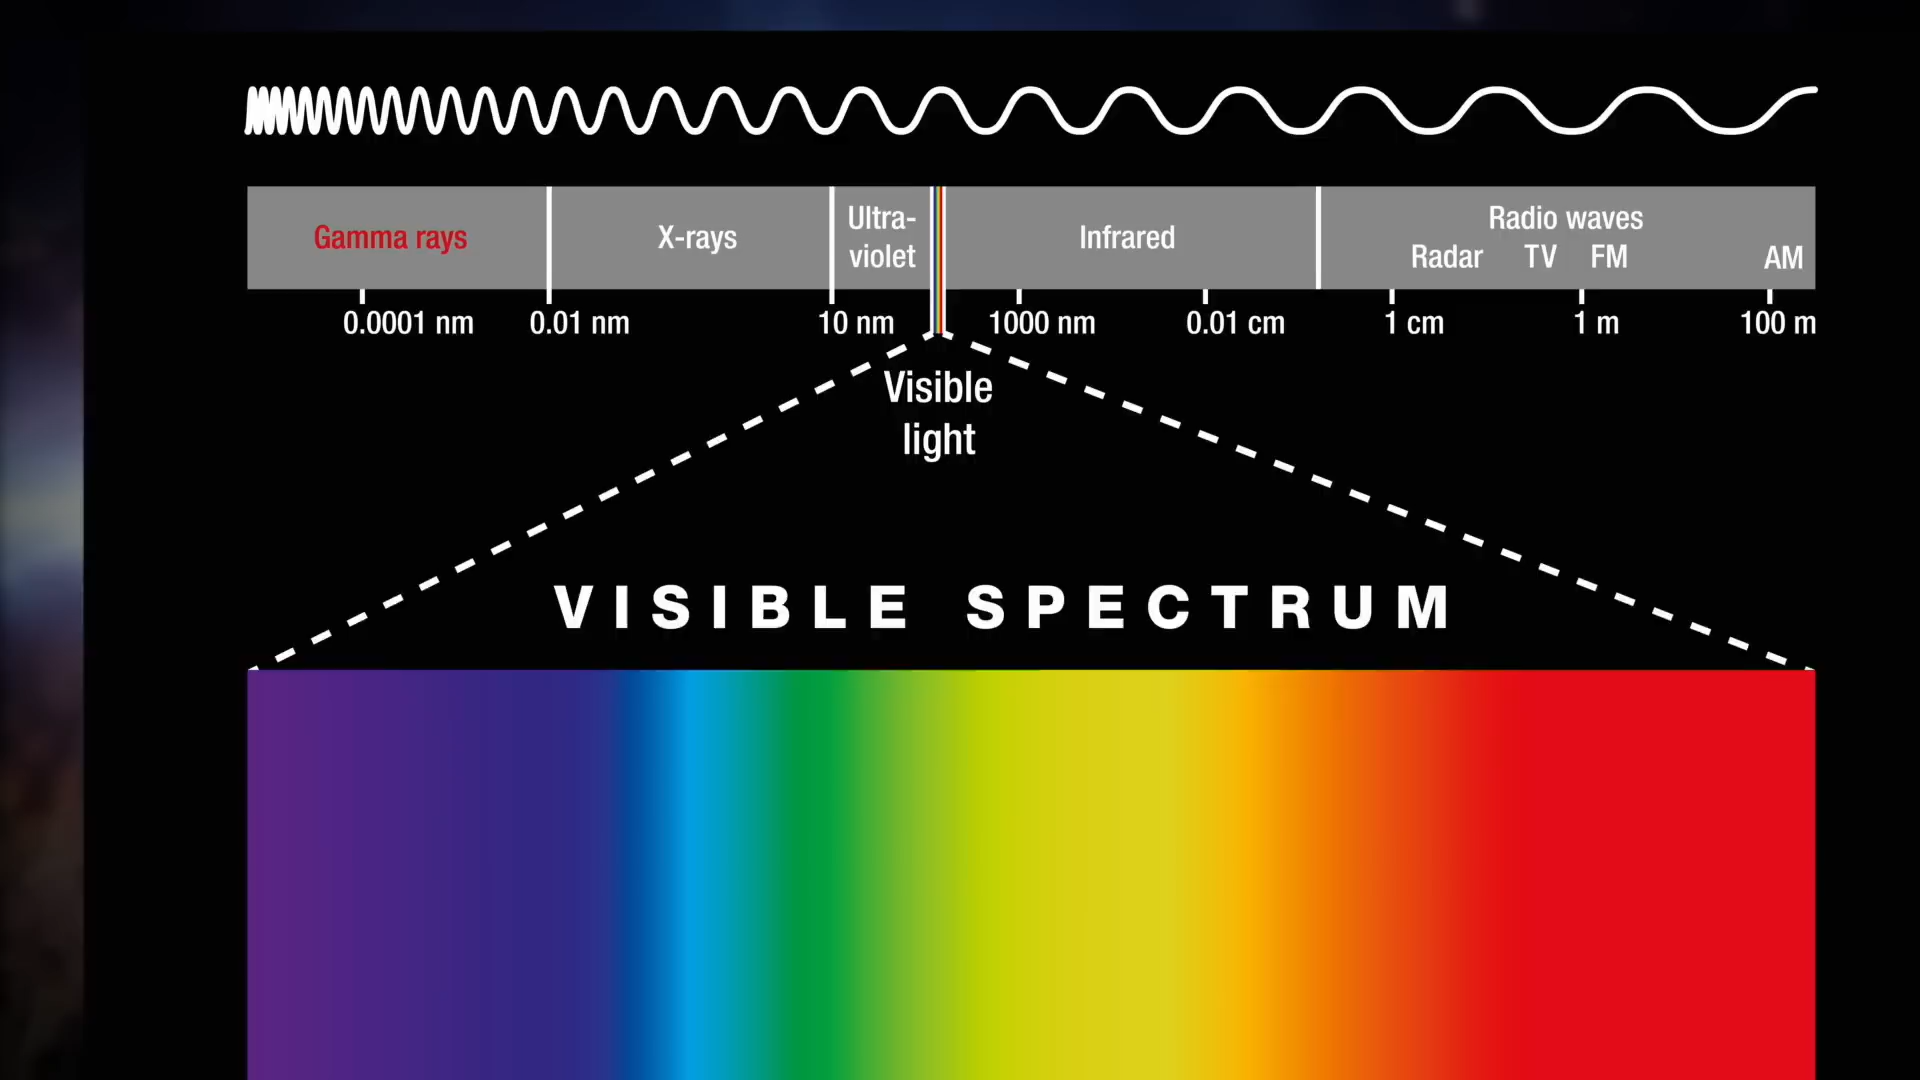 Gamma rays
X-rays
Ultra-
violet
Infrared
Radio waves
Radar TV FM AM
0.0001 nm 0.01 nm 10 nm 1000 nm 0.01 cm 1 cm 1 m 100 m
Visible
light
VISIBLE SPECTRUM